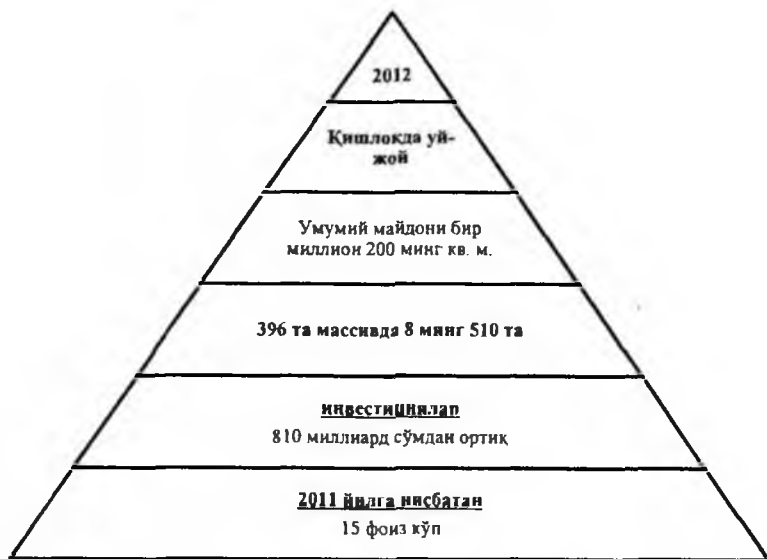 2012
Қишлоқда уй-
жой
Умумий майдони бир
миллион 200 минг кв. м.
396 та массивда 8 минг 510 та
инвестициялар
810 миллиард сўмдан ортиқ
2011 йилга нисбатан
15 фоиз кўп